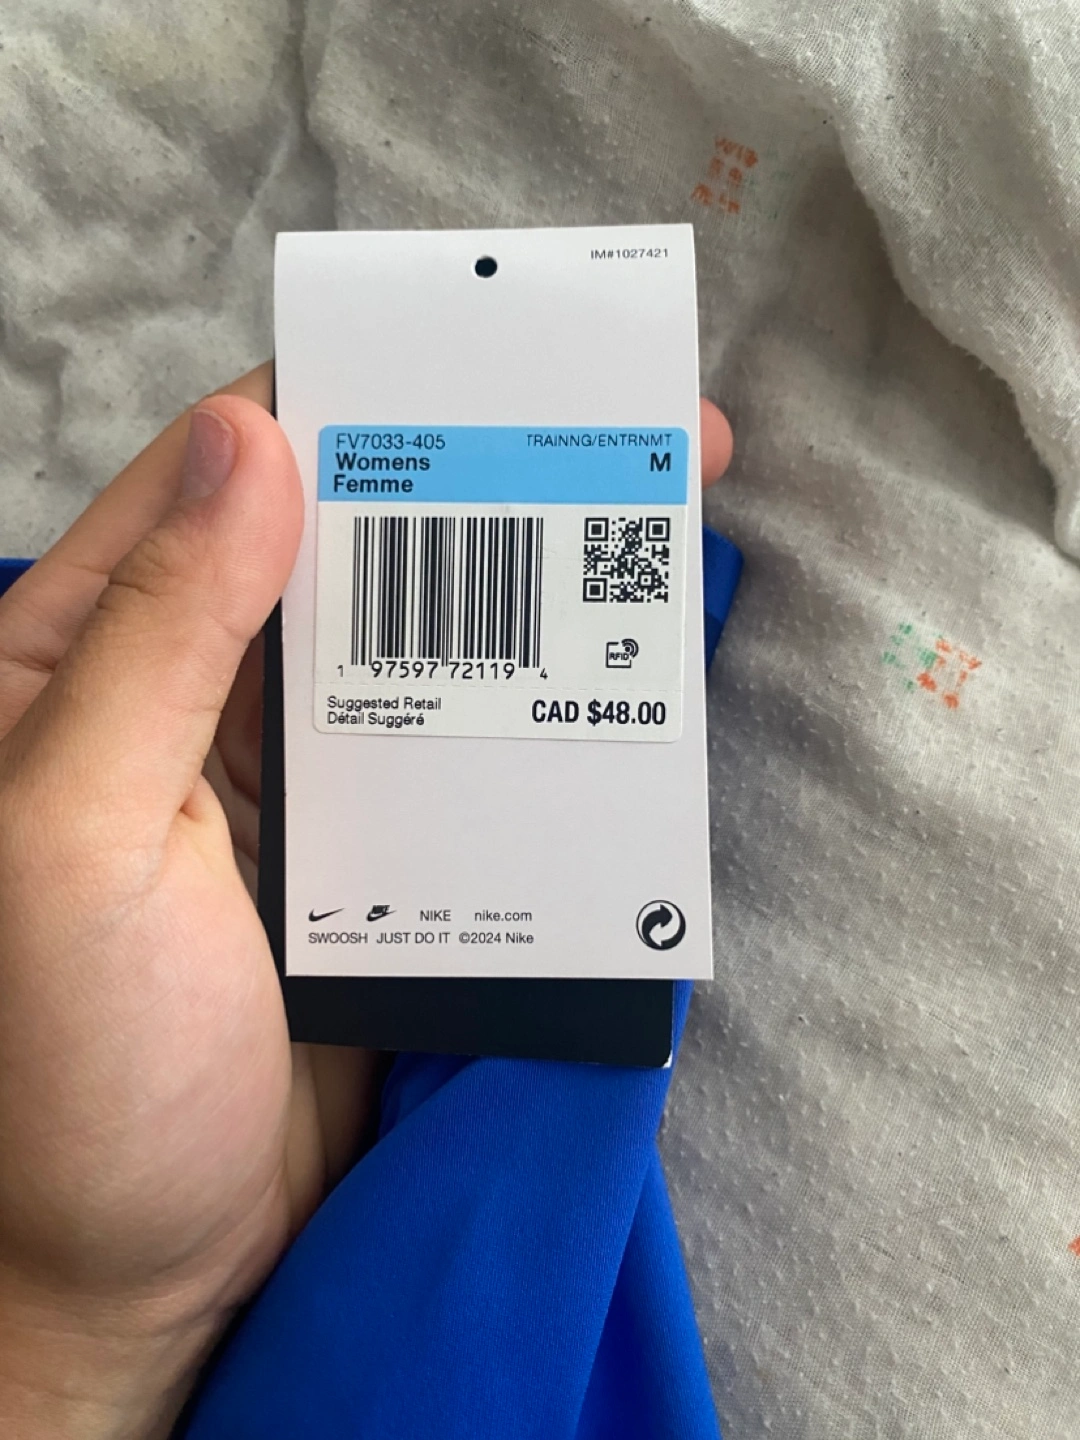 IM#1027421
FV7033-405 TRAINNG/ENTRNMT
Womens M
Femme
RFID
1 97597 72119 4
Suggested Retail
Détail Suggéré
CAD $48.00
NIKE nike.com
SWOOSH JUST DO IT ©2024 Nike